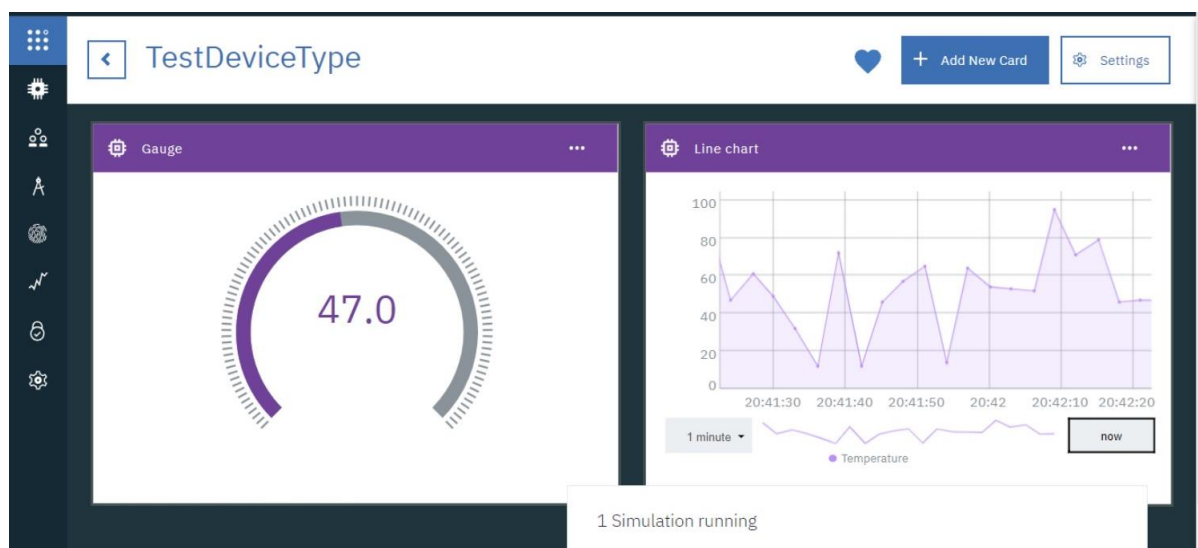 TestDeviceType
+ Add New Card
Settings
Gauge
...
Line chart
...
47.0
100
80
60
40
20
0
20:41:30 20:41:40 20:41:50 20:42 20:42:10 20:42:20
1 minute
now
Temperature
1 Simulation running